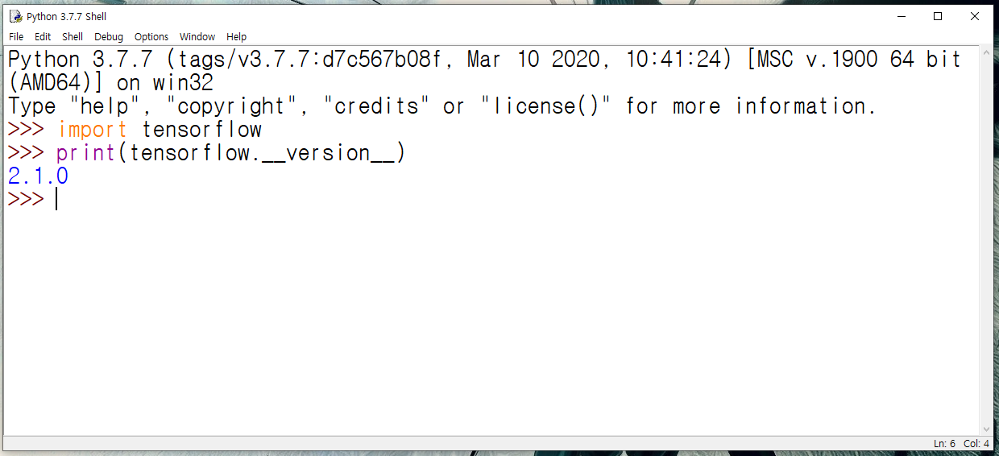 Python 3.7.7 Shell
File Edit Shell Debug Options Window Help
Python 3.7.7 (tags/v3.7.7:d7c567b08f, Mar 10 2020, 10:41:24) [MSC v.1900 64 bit
(AMD64)] on win32
Type "help", "copyright", "credits" or "license()" for more information.
>>> import tensorflow
>>> print(tensorflow.__version__)
2.1.0
>>>
Ln: 6 Col: 4